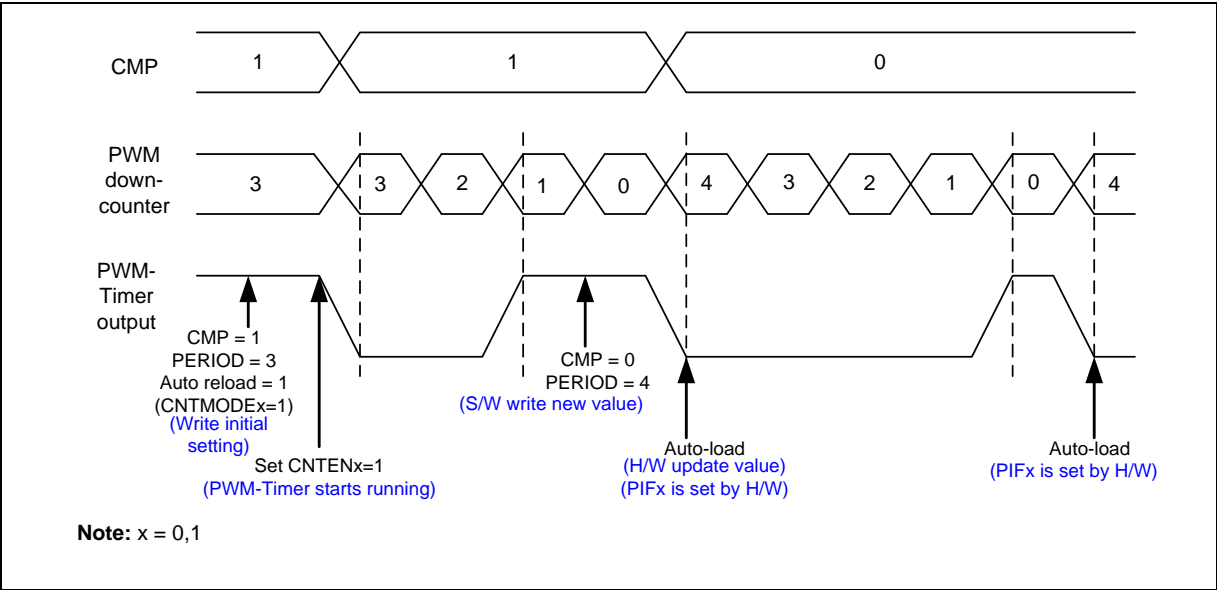 CMP
1
1
0
PWM
down-
counter
3
3
2
1
0
4
3
2
1
0
4
PWM-
Timer
output
CMP = 1
PERIOD = 3
Auto reload = 1
(CNTMODEx=1)
(Write initial
setting)
Set CNTENx=1
(PWM-Timer starts running)
CMP = 0
PERIOD = 4
(S/W write new value)
Auto-load
(H/W update value)
(PIFx is set by H/W)
Auto-load
(PIFx is set by H/W)
Note: x = 0,1